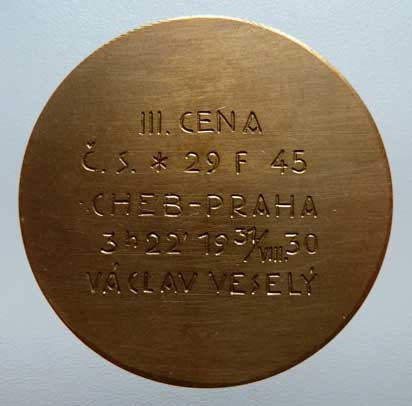 III. CENA
Č. S. * 29 F 45
CHEB-PRAHA
3ʰ 22' 19 31/VIII. 30
VÁCLAV VESELÝ